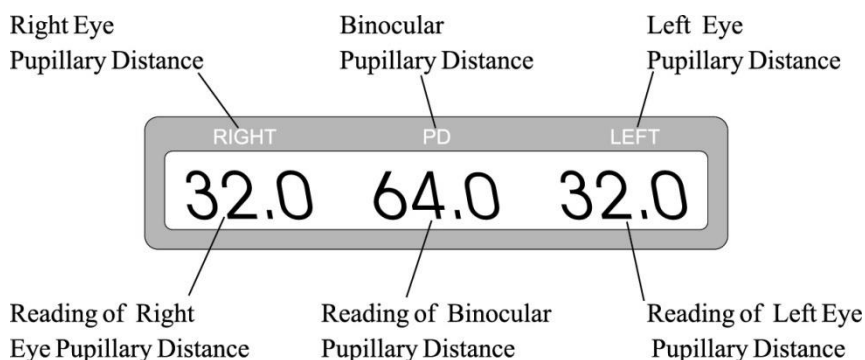 Right Eye
Pupillary Distance
Binocular
Pupillary Distance
Left Eye
Pupillary Distance
RIGHT PD LEFT
32.0 64.0 32.0
Reading of Right
Eye Pupillary Distance
Reading of Binocular
Pupillary Distance
Reading of Left Eye
Pupillary Distance